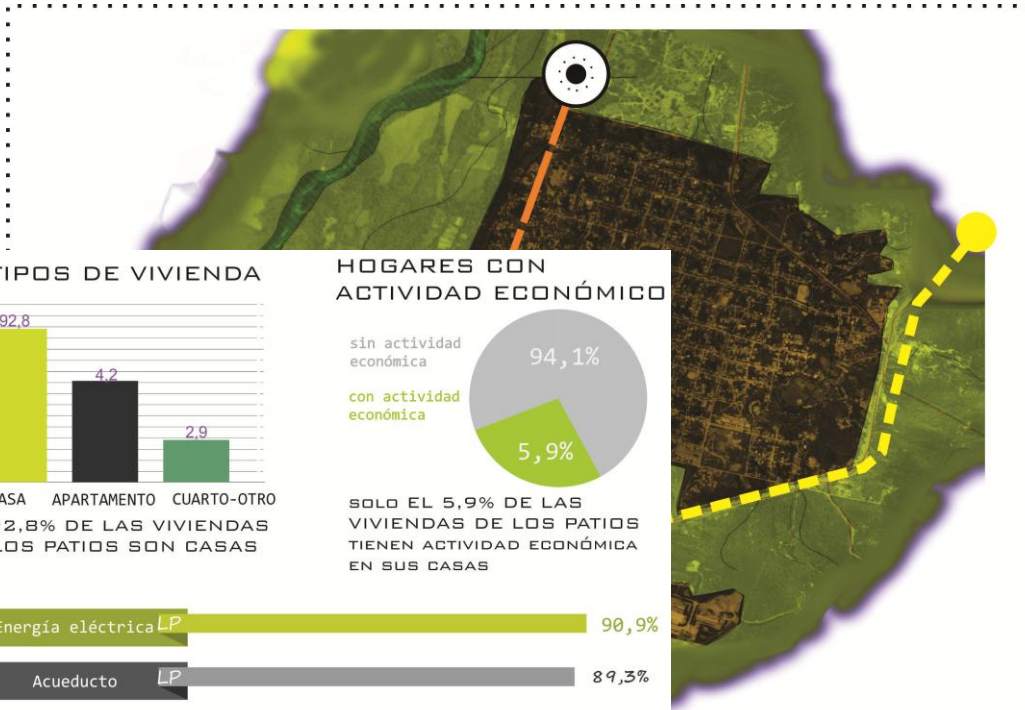 TIPOS DE VIVIENDA
92,8
4,2
2,9
ASA APARTAMENTO CUARTO-OTRO
2,8% DE LAS VIVIENDAS
LOS PATIOS SON CASAS
HOGARES CON
ACTIVIDAD ECONÓMICO
sin actividad
económica
94,1%
con actividad
económica
5,9%
SOLO EL 5,9% DE LAS
VIVIENDAS DE LOS PATIOS
TIENEN ACTIVIDAD ECONÓMICA
EN SUS CASAS
Energía eléctrica LP 90,9%
Acueducto LP 89,3%